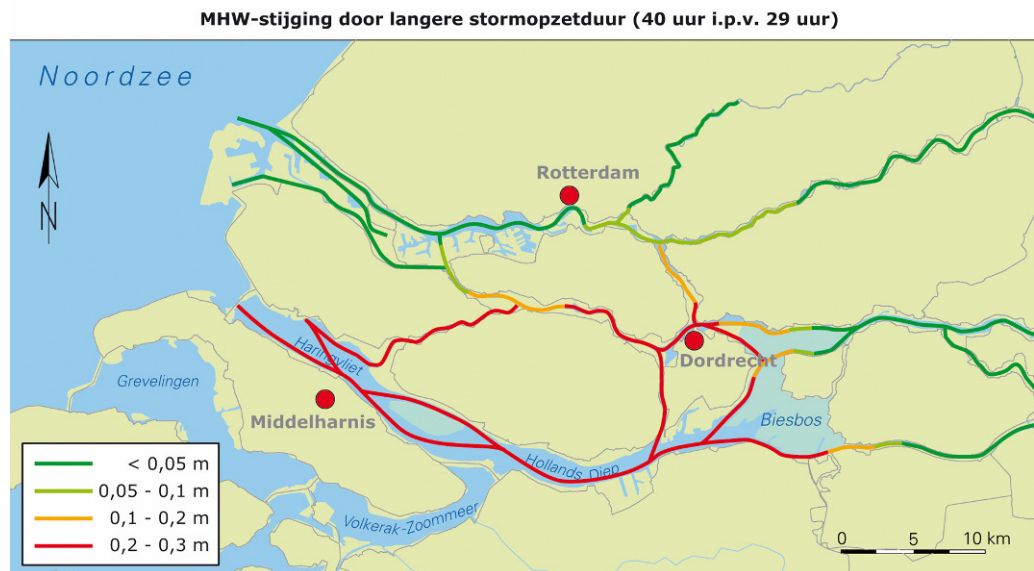 MHW-stijging door langere stormopzetduur (40 uur i.p.v. 29 uur)
Noordzee
N
Rotterdam
Haringvliet
Dordrecht
Grevelingen
Middelharnis
Biesbos
Hollands Diep
Volkerak-Zoommeer
< 0,05 m
0,05 - 0,1 m
0,1 - 0,2 m
0,2 - 0,3 m
0 5 10 km